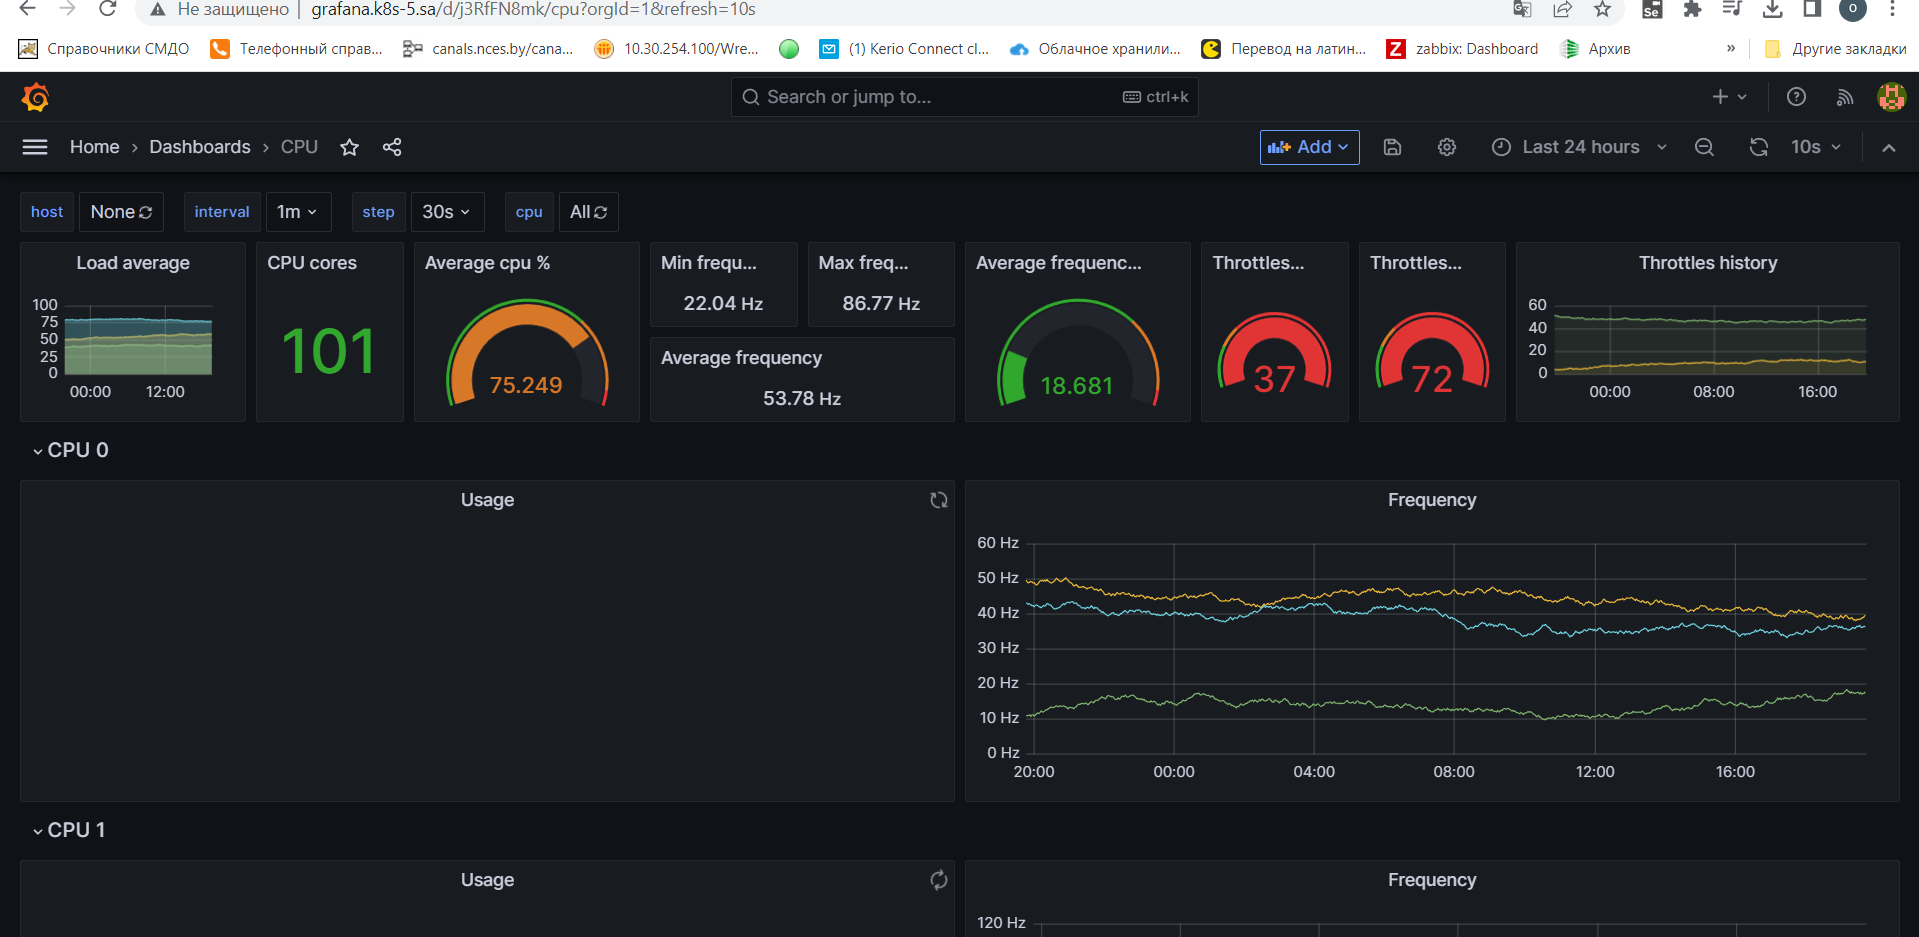 Не защищено | grafana.k8s-5.sa/d/j3RfFN8mk/cpu?orgId=1&refresh=10s
Справочники СМДО Телефонный справ... canals.nces.by/cana... 10.30.254.100/Wre... (1) Kerio Connect cl... Облачное хранили... Перевод на латин... zabbix: Dashboard Архив » Другие закладки
Search or jump to... ctrl+k
Home › Dashboards › CPU Add Last 24 hours 10s
host None interval 1m step 30s cpu All
Load average
100
75
50
25
0
00:00 12:00
CPU cores
101
Average cpu %
75.249
Min frequ...
22.04 Hz
Max freq...
86.77 Hz
Average frequency
53.78 Hz
Average frequenc...
18.681
Throttles...
37
Throttles...
72
Throttles history
60
40
20
0
00:00 08:00 16:00
CPU 0
Usage
Frequency
60 Hz
50 Hz
40 Hz
30 Hz
20 Hz
10 Hz
0 Hz
20:00 00:00 04:00 08:00 12:00 16:00
CPU 1
Usage
Frequency
120 Hz